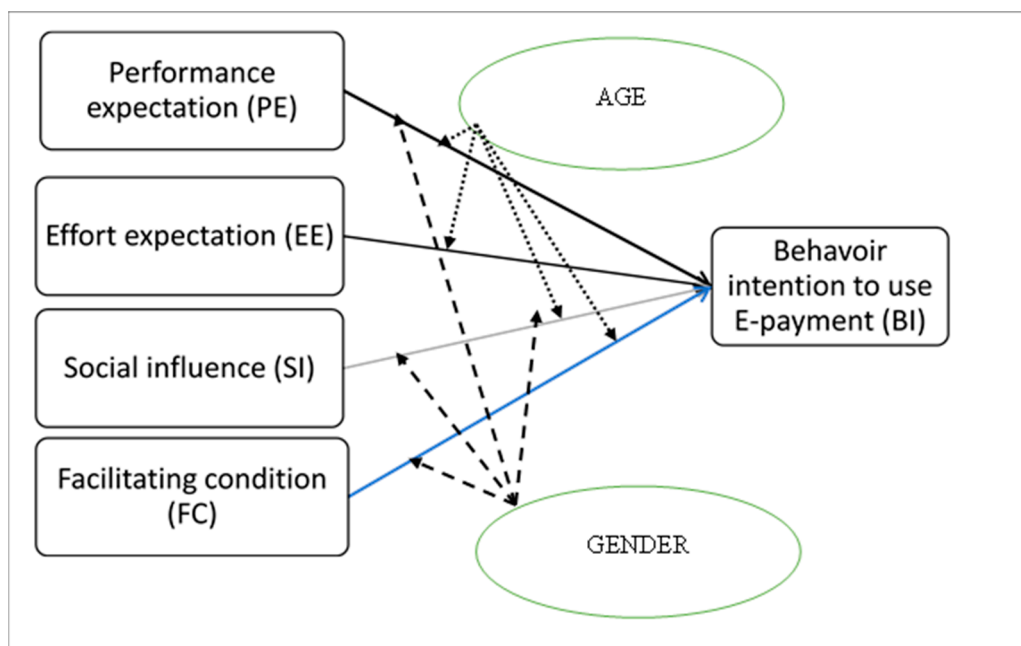 Performance
expectation (PE)
AGE
Effort expectation (EE)
Behavoir
intention to use
E-payment (BI)
Social influence (SI)
Facilitating condition
(FC)
GENDER